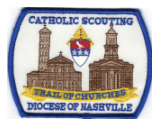 CATHOLIC SCOUTING
TRAIL OF CHURCHES
DIOCESE OF NASHVILLE